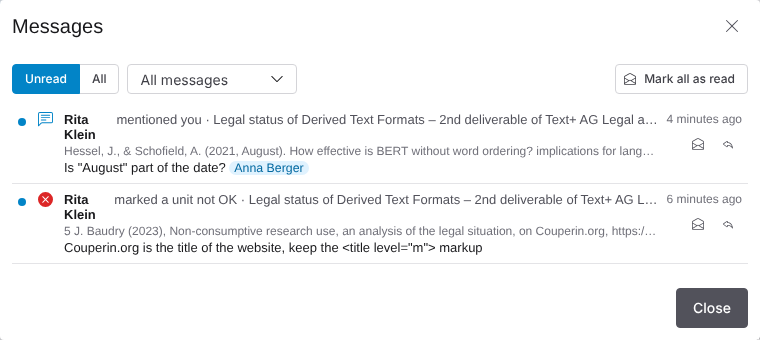 Messages
Unread All All messages Mark all as read
Rita Klein mentioned you · Legal status of Derived Text Formats – 2nd deliverable of Text+ AG Legal a… 4 minutes ago
Hessel, J., & Schofield, A. (2021, August). How effective is BERT without word ordering? implications for lang…
Is "August" part of the date? Anna Berger
Rita Klein marked a unit not OK · Legal status of Derived Text Formats – 2nd deliverable of Text+ AG L… 6 minutes ago
5 J. Baudry (2023), Non-consumptive research use, an analysis of the legal situation, on Couperin.org, https:/…
Couperin.org is the title of the website, keep the <title level="m"> markup
Close